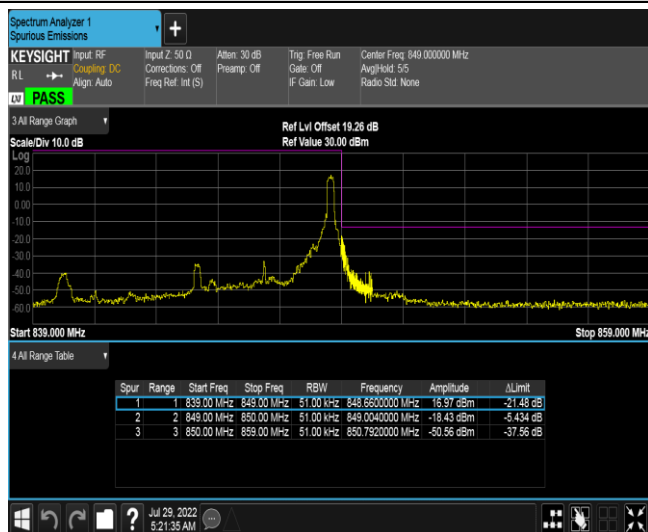 Spectrum Analyzer 1
Spurious Emissions
+
KEYSIGHT Input: RF Input Z: 50 Ω Atten: 30 dB Trig: Free Run Center Freq: 849.000000 MHz
RL Coupling: DC Corrections: Off Preamp: Off Gate: Off Avg|Hold: 5/5
Align: Auto Freq Ref: Int (S) IF Gain: Low Radio Std: None
LXI PASS
3 All Range Graph
Ref Lvl Offset 19.26 dB
Scale/Div 10.0 dB Ref Value 30.00 dBm
Log
20.0
10.0
0.00
-10.0
-20.0
-30.0
-40.0
-50.0
-60.0
Start 839.000 MHz Stop 859.000 MHz
4 All Range Table
Spur Range Start Freq Stop Freq RBW Frequency Amplitude ΔLimit
1 1 839.00 MHz 849.00 MHz 51.00 kHz 848.6600000 MHz 16.97 dBm -21.48 dB
2 2 849.00 MHz 850.00 MHz 51.00 kHz 849.0040000 MHz -18.43 dBm -5.434 dB
3 3 850.00 MHz 859.00 MHz 51.00 kHz 850.7920000 MHz -50.56 dBm -37.56 dB
? Jul 29, 2022
5:21:35 AM